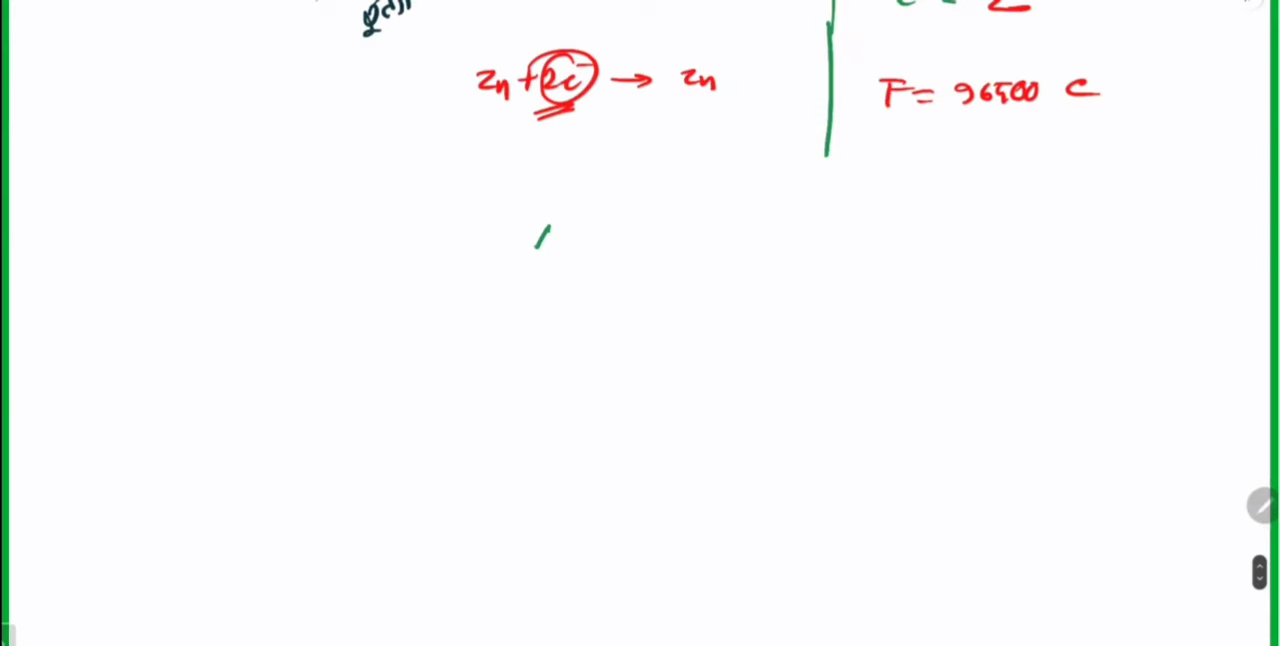 Zn + 2e⁻ → Zn
F = 96500 C